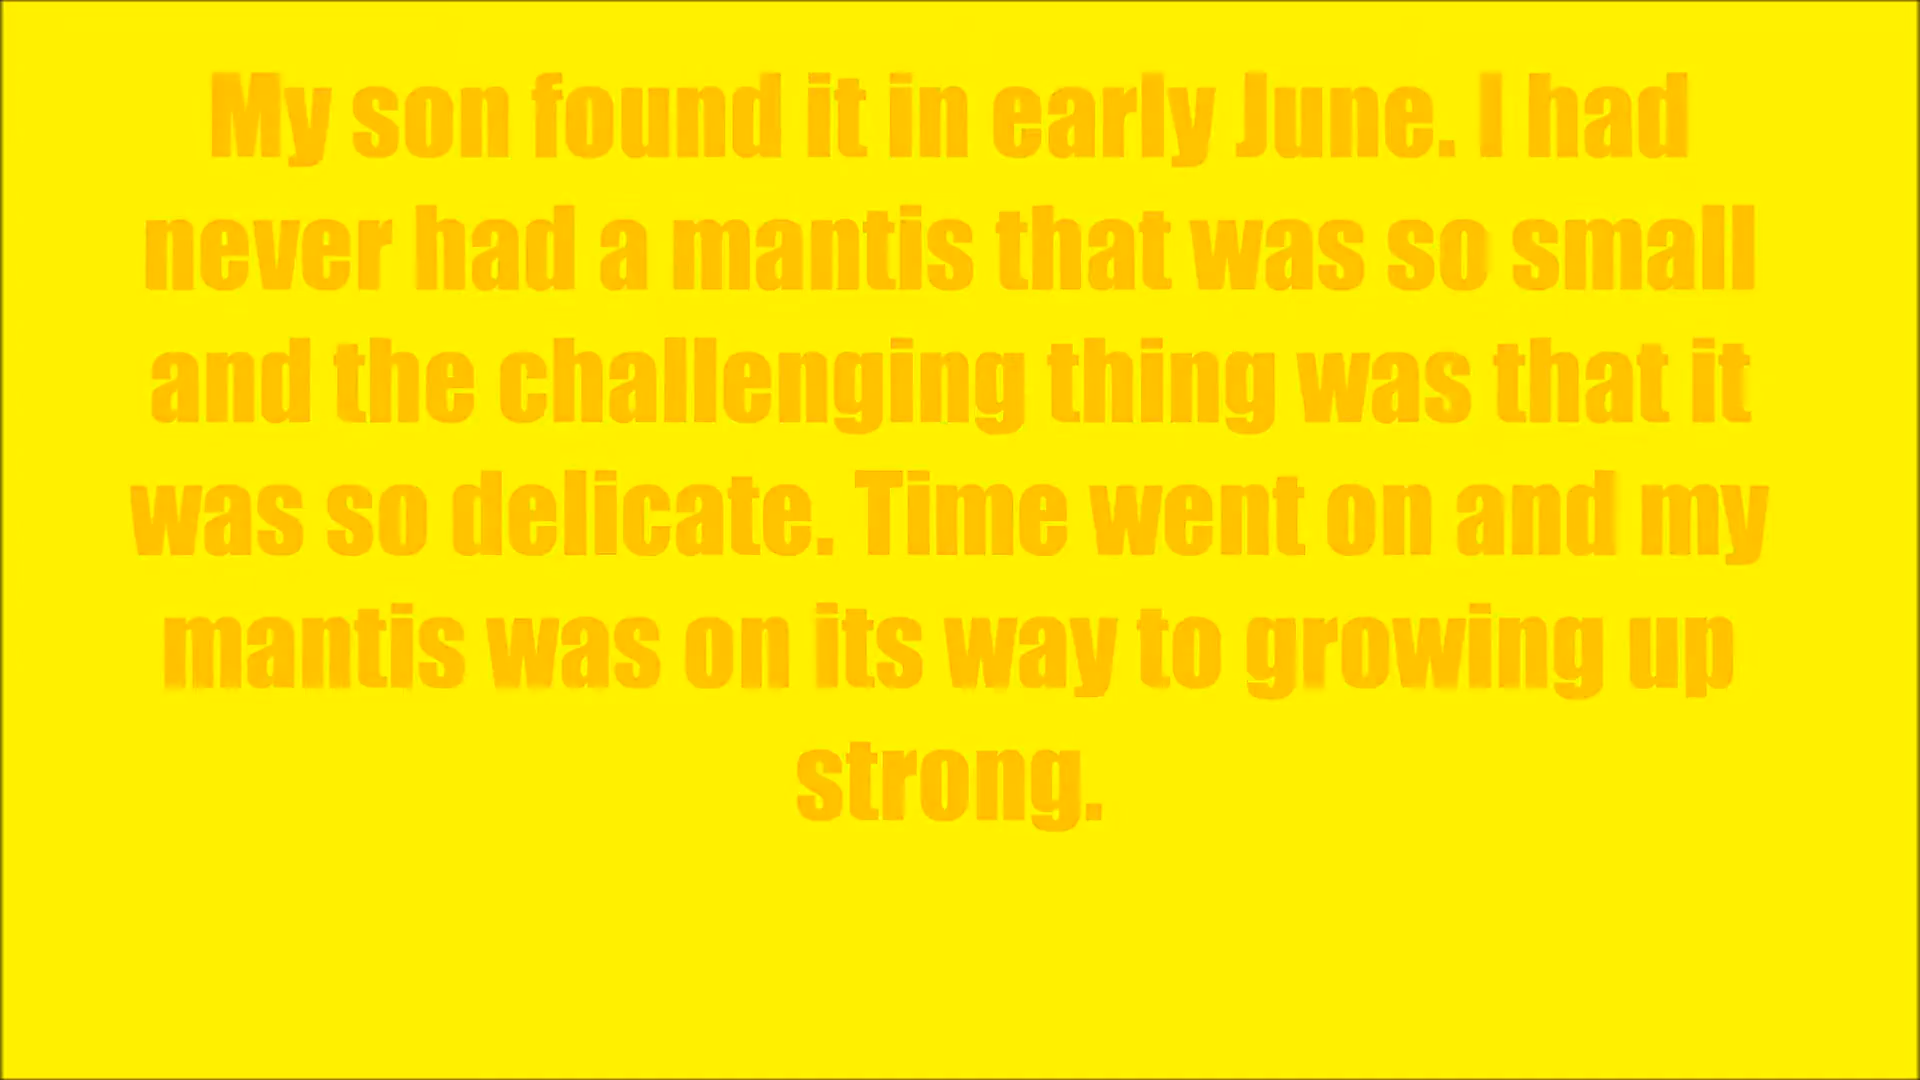 My son found it in early June. I had
never had a mantis that was so small
and the challenging thing was that it
was so delicate. Time went on and my
mantis was on its way to growing up
strong.